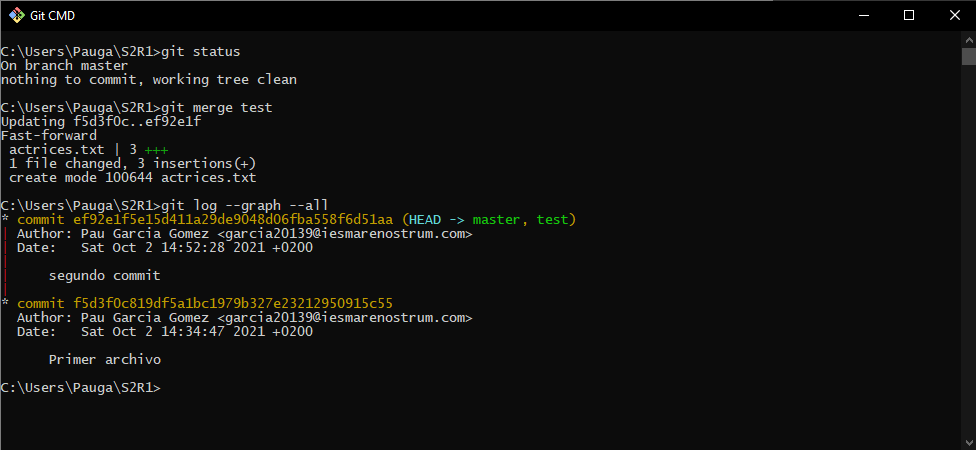 Git CMD
C:\Users\Pauga\S2R1>git status
On branch master
nothing to commit, working tree clean
C:\Users\Pauga\S2R1>git merge test
Updating f5d3f0c..ef92e1f
Fast-forward
 actrices.txt | 3 +++
 1 file changed, 3 insertions(+)
 create mode 100644 actrices.txt
C:\Users\Pauga\S2R1>git log --graph --all
* commit ef92e1f5e15d411a29de9048d06fba558f6d51aa (HEAD -> master, test)
| Author: Pau Garcia Gomez <garcia20139@iesmarenostrum.com>
| Date:   Sat Oct 2 14:52:28 2021 +0200
|
|     segundo commit
|
* commit f5d3f0c819df5a1bc1979b327e23212950915c55
  Author: Pau Garcia Gomez <garcia20139@iesmarenostrum.com>
  Date:   Sat Oct 2 14:34:47 2021 +0200
      Primer archivo
C:\Users\Pauga\S2R1>